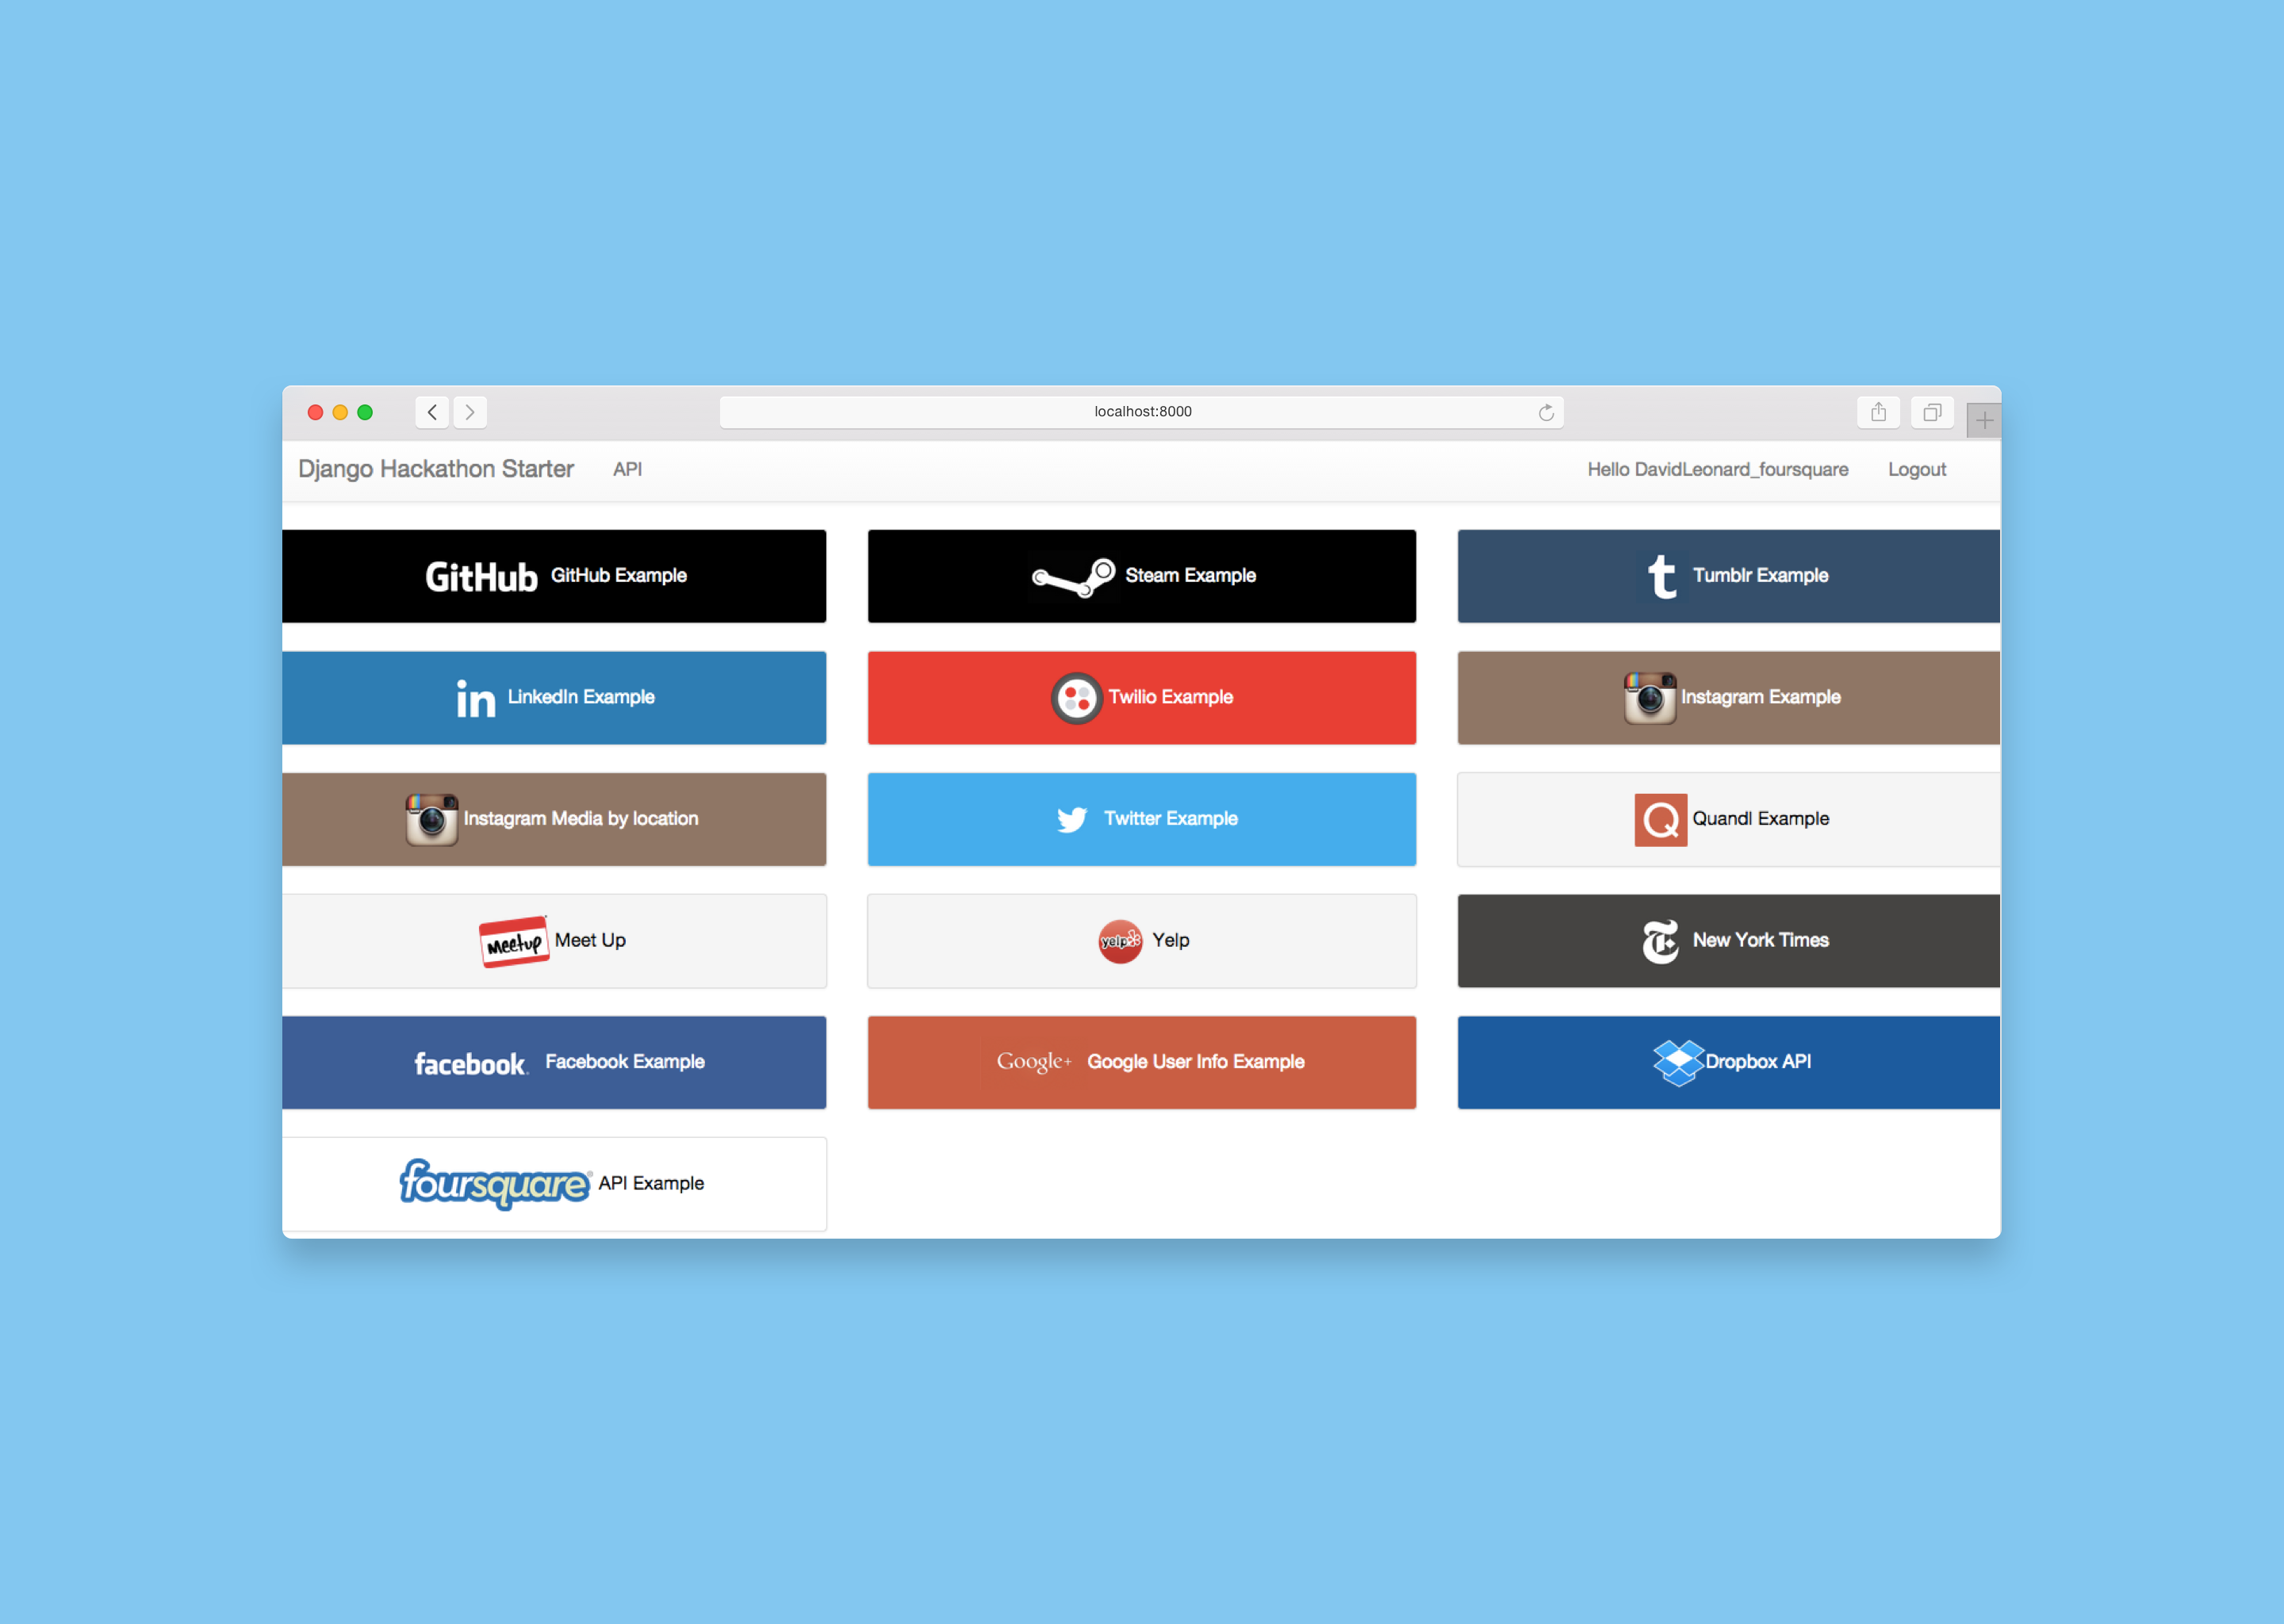 localhost:8000
Django Hackathon Starter API Hello DavidLeonard_foursquare Logout
GitHub GitHub Example
Steam Example
t Tumblr Example
in LinkedIn Example
Twilio Example
Instagram Example
Instagram Media by location
Twitter Example
Q Quandl Example
Meetup Meet Up
yelp Yelp
T New York Times
facebook. Facebook Example
Google+ Google User Info Example
Dropbox API
foursquare® API Example